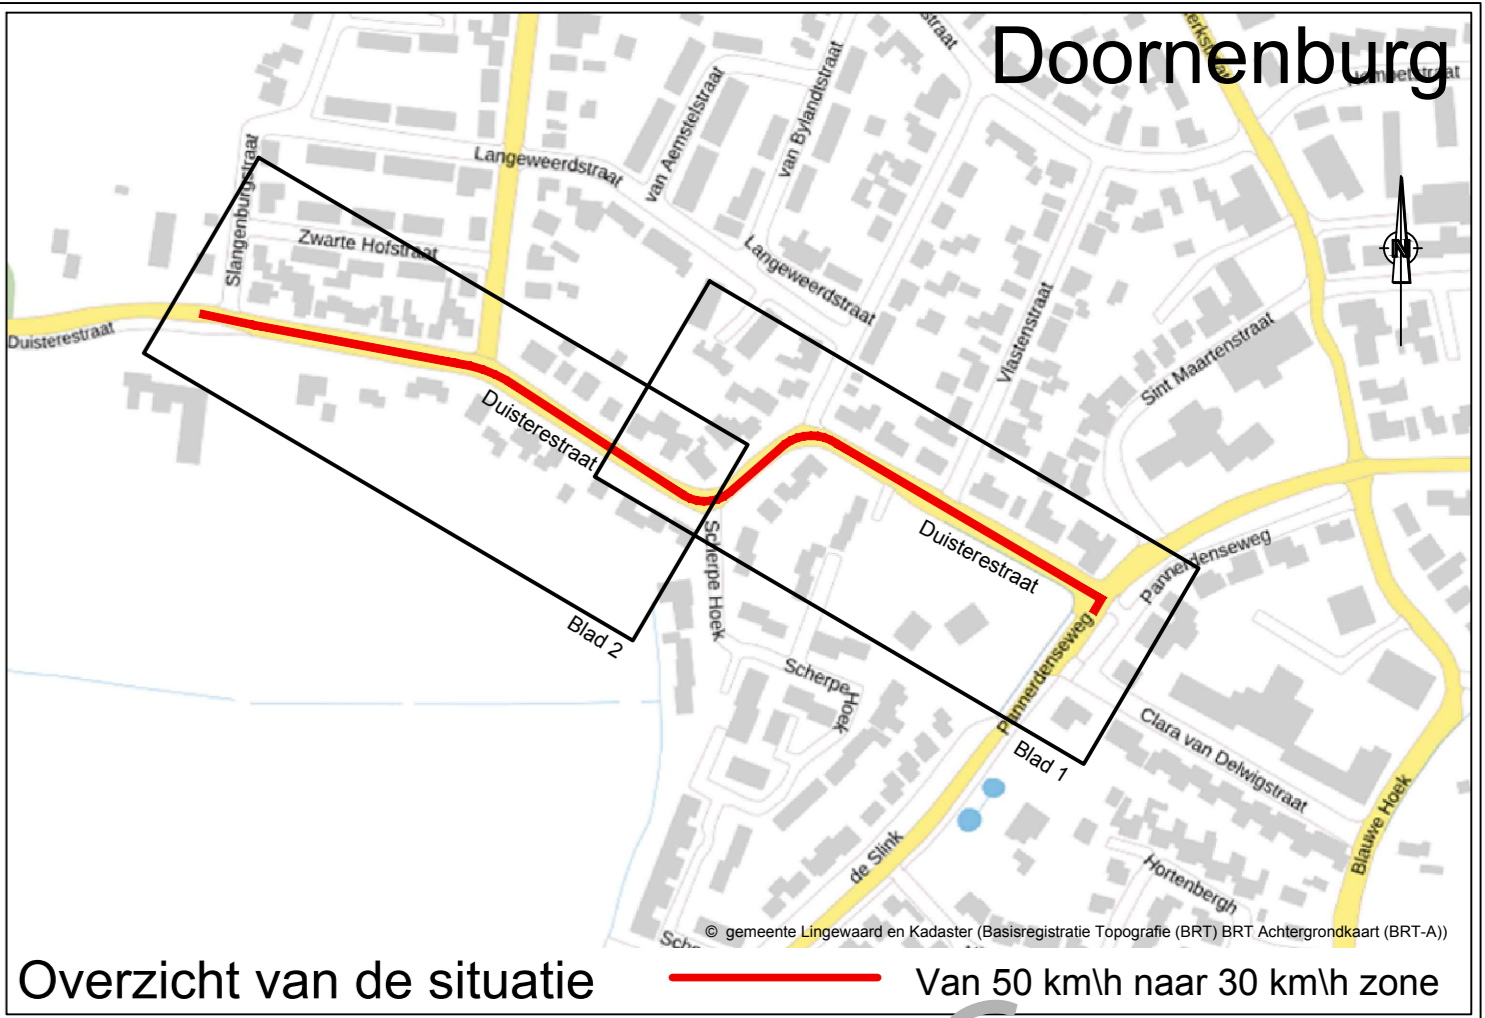 Doornenburg
Langeweerdstraat
van Aemstelstraat
van Bylandtstraat
Slangenburgstraat
Zwarte Hofstraat
Langeweerdstraat
Vlastenstraat
Sint Maartenstraat
Duisterestraat
Duisterestraat
Duisterestraat
Pannerdenseweg
Pannerdenseweg
Scherpe Hoek
Blad 2
Scherpe
Hoek
Blad 1
Clara van Delwigstraat
Blauwe Hoek
de Slink
Hortenbergh
© gemeente Lingewaard en Kadaster (Basisregistratie Topografie (BRT) BRT Achtergrondkaart (BRT-A))
N
Overzicht van de situatie
Van 50 km\h naar 30 km\h zone